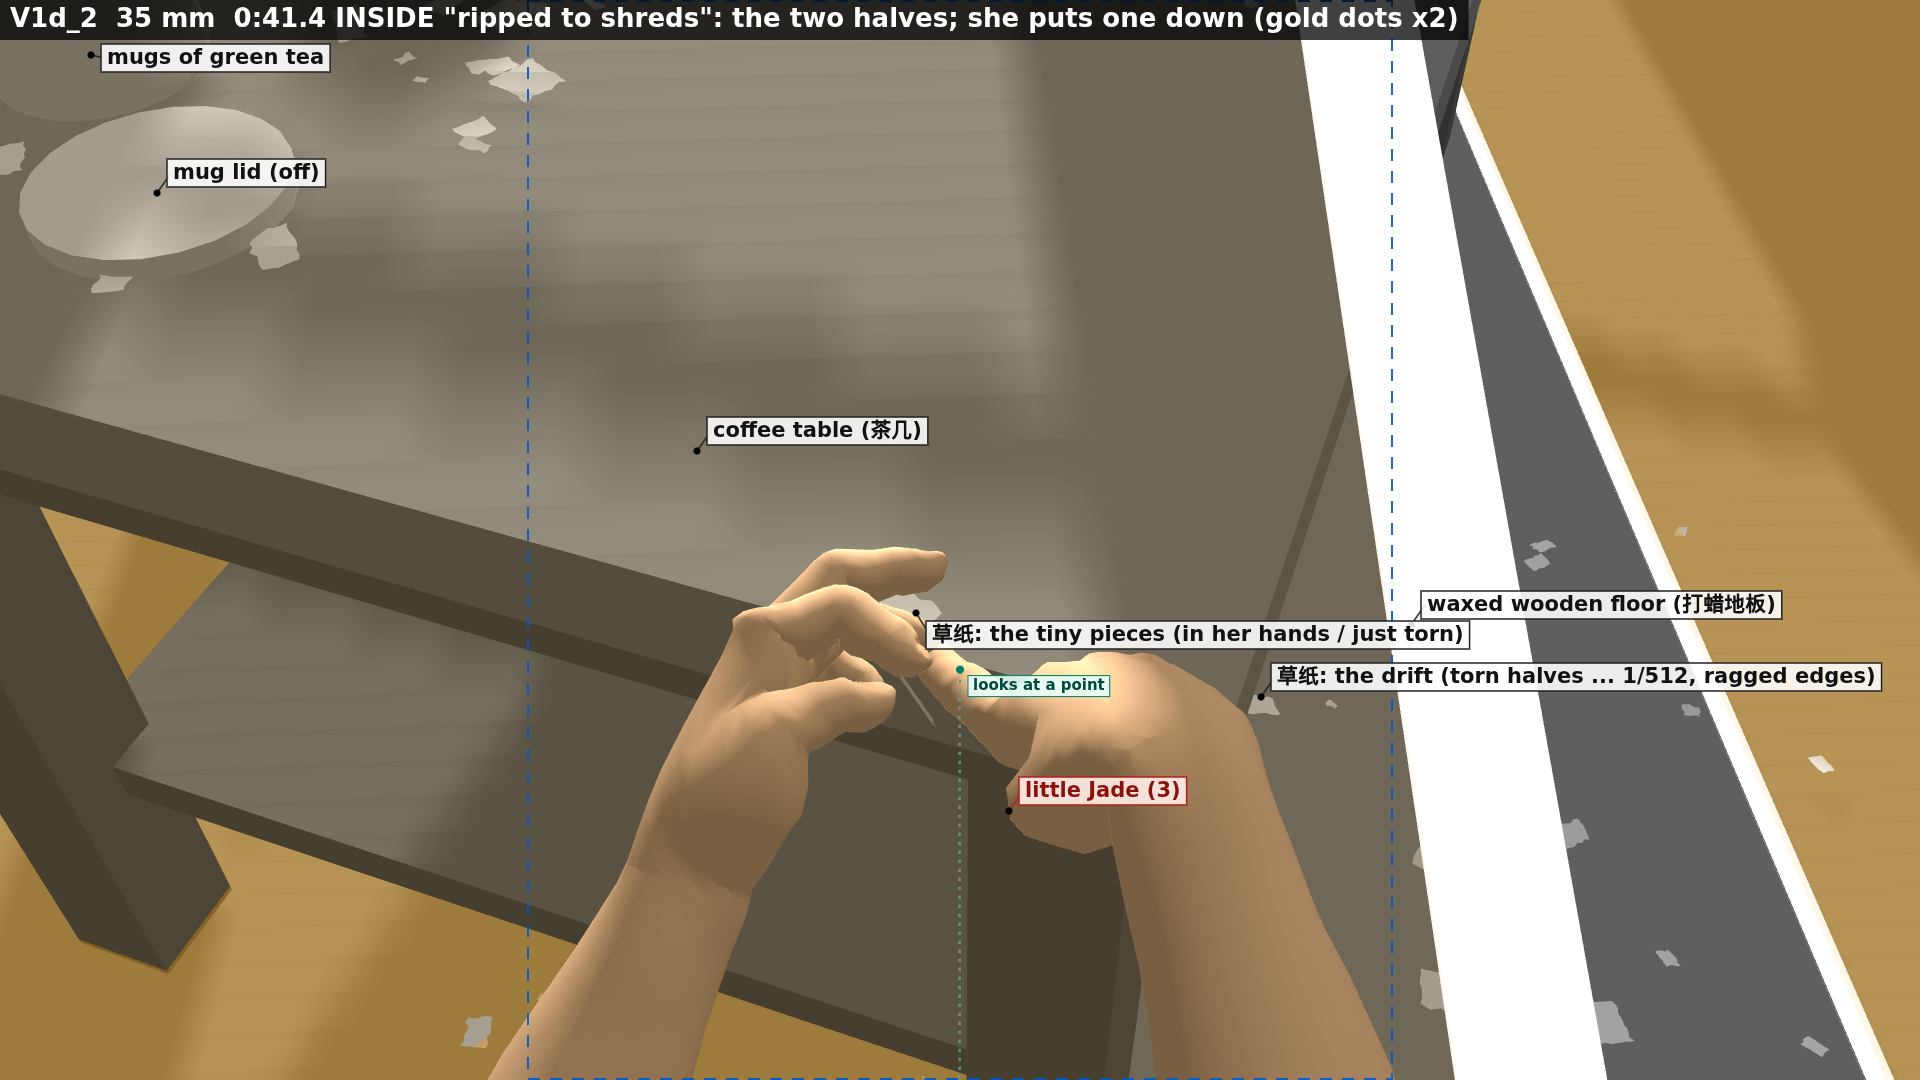 V1d_2  35 mm  0:41.4 INSIDE "ripped to shreds": the two halves; she puts one down (gold dots x2)
mugs of green tea
mug lid (off)
coffee table (茶几)
waxed wooden floor (打蜡地板)
草纸: the tiny pieces (in her hands / just torn)
草纸: the drift (torn halves ... 1/512, ragged edges)
looks at a point
little Jade (3)